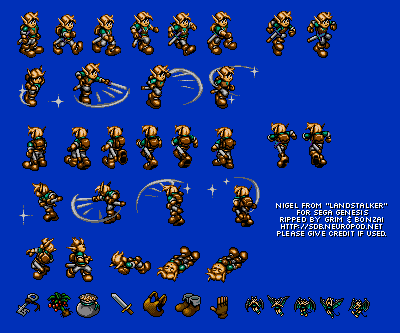 NIGEL FROM "LANDSTALKER"
FOR SEGA GENESIS
RIPPED BY GRIM & BONZAI
HTTP://SDB.NEUROPOD.NET
PLEASE GIVE CREDIT IF USED.